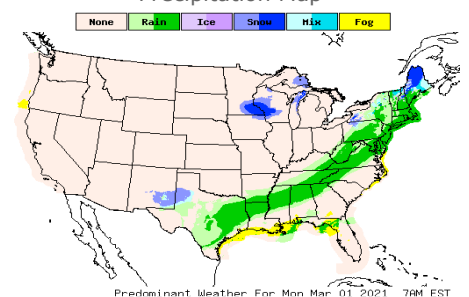 Precipitation Map
None Rain Ice Snow Mix Fog
Predominant Weather For Mon Mar 01 2021 7AM EST